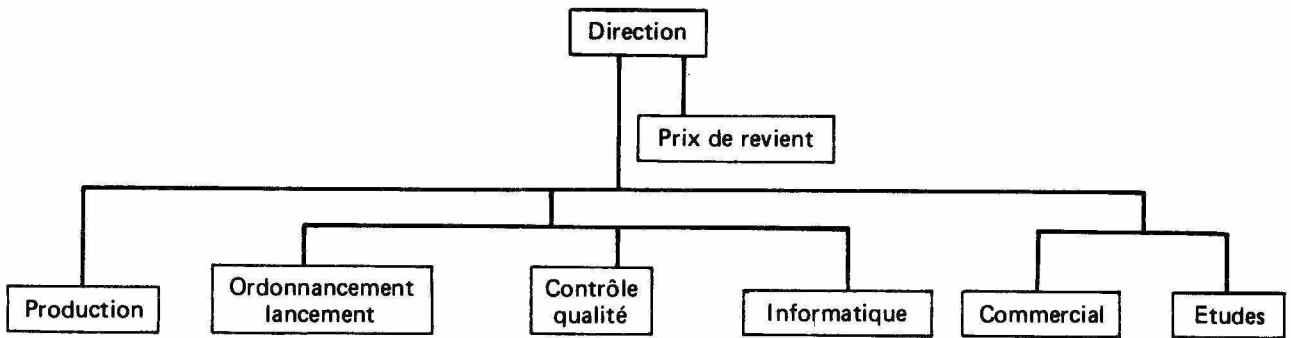 Direction
Prix de revient
Production
Ordonnancement
lancement
Contrôle
qualité
Informatique
Commercial
Etudes